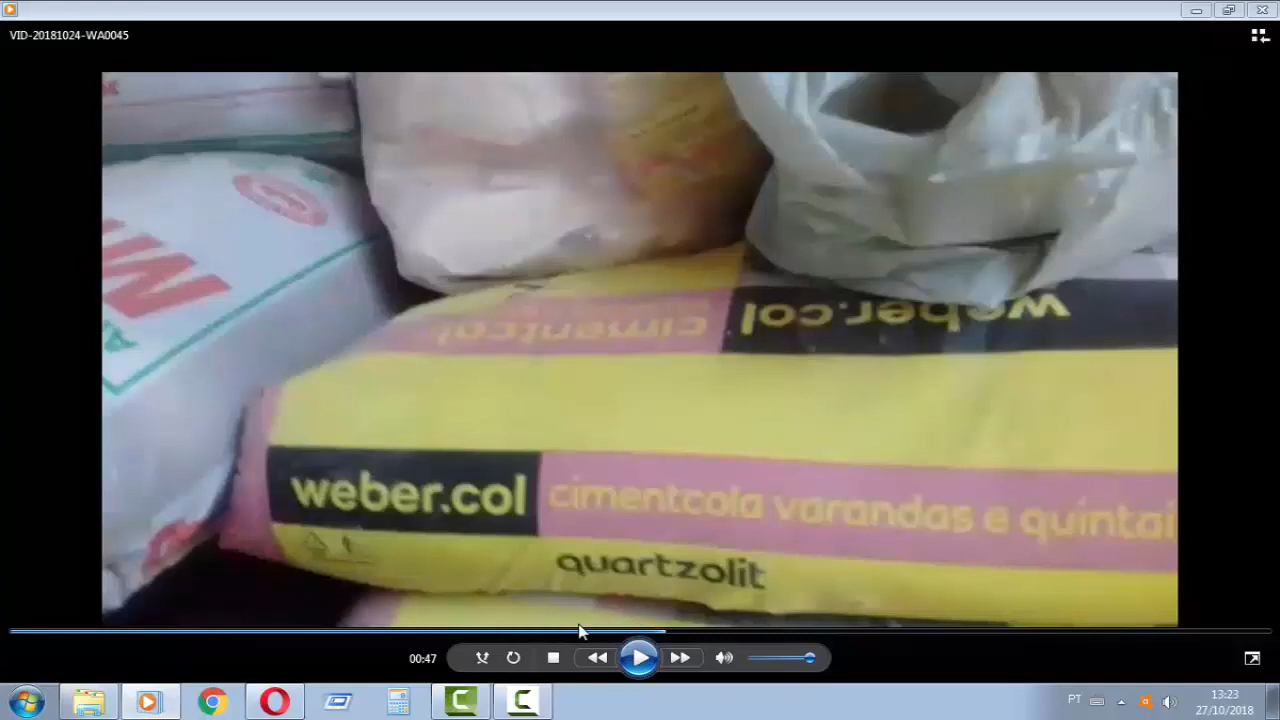 VID-20181024-WA0045
M
cimentcol
weber.col
weber.col cimentcola varandas e quintai
quartzolit
00:47
PT
13:23
27/10/2018